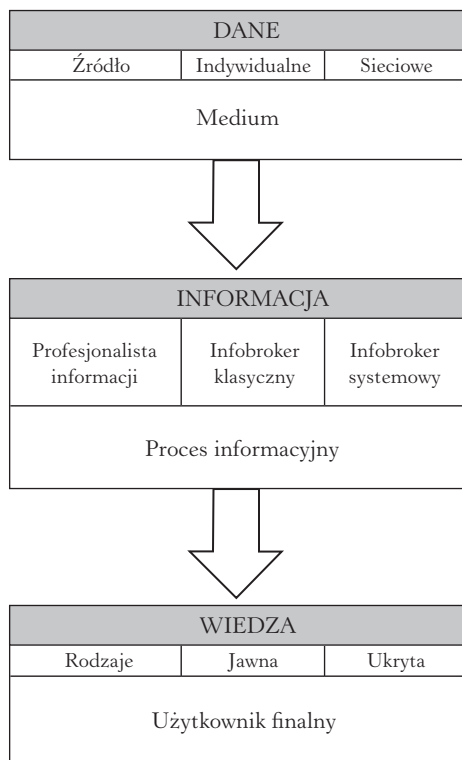 DANE
Źródło Indywidualne Sieciowe
Medium
INFORMACJA
Profesjonalista informacji
Infobroker klasyczny
Infobroker systemowy
Proces informacyjny
WIEDZA
Rodzaje Jawna Ukryta
Użytkownik finalny